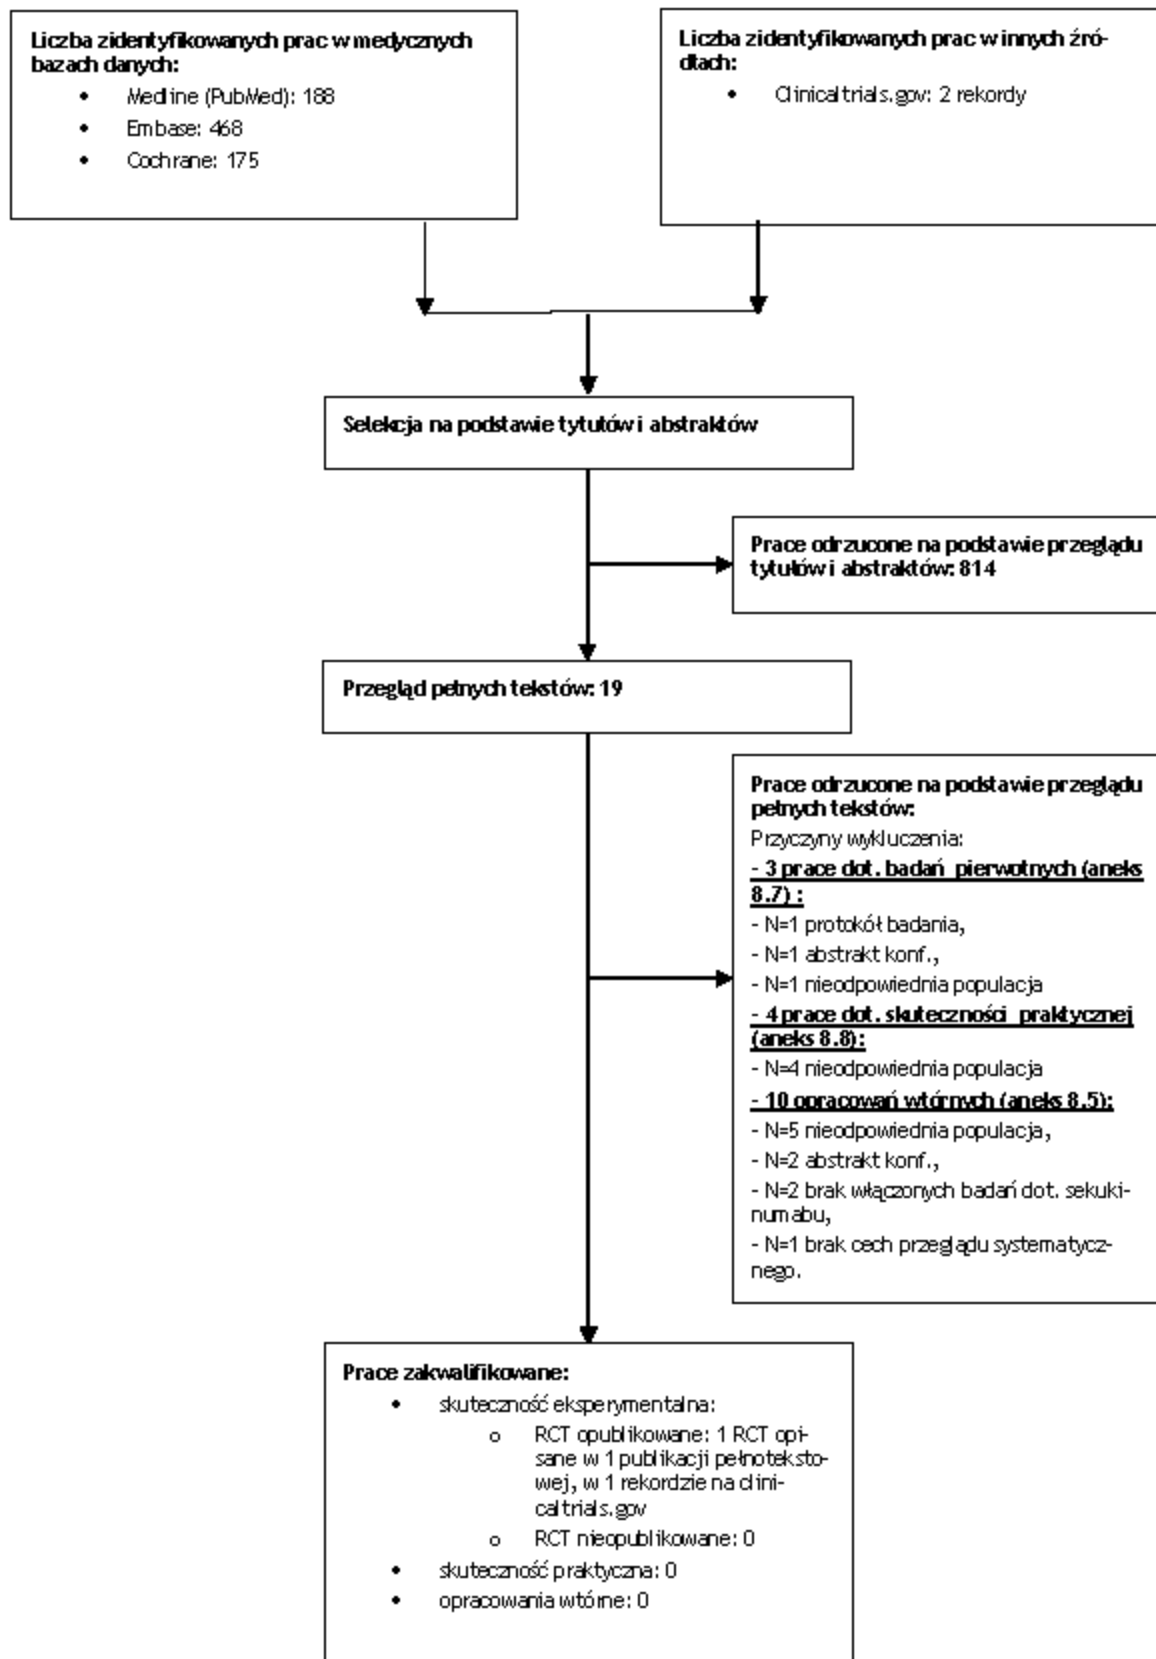 Liczba zidentyfikowanych prac w medycznych
bazach danych:
• Medline (PubMed): 188
• Embase: 468
• Cochrane: 175
Liczba zidentyfikowanych prac w innych źró-
dłach:
• Clinicaltrials.gov: 2 rekordy
Selekcja na podstawie tytułów i abstraktów
Prace odrzucone na podstawie przeglądu
tytułów i abstraktów: 814
Przegląd pełnych tekstów: 19
Prace odrzucone na podstawie przeglądu
pełnych tekstów:
Przyczyny wykluczenia:
- 3 prace dot. badań pierwotnych (aneks
8.7) :
- N=1 protokół badania,
- N=1 abstrakt konf.,
- N=1 nieodpowiednia populacja
- 4 prace dot. skuteczności praktycznej
(aneks 8.8):
- N=4 nieodpowiednia populacja
- 10 opracowań wtórnych (aneks 8.5):
- N=5 nieodpowiednia populacja,
- N=2 abstrakt konf.,
- N=2 brak włączonych badań dot. sekuki-
numabu,
- N=1 brak cech przeglądu systematycz-
nego.
Prace zakwalifikowane:
• skuteczność eksperymentalna:
o RCT opublikowane: 1 RCT opi-
sane w 1 publikacji pełnoteksto-
wej, w 1 rekordzie na clini-
caltrials.gov
o RCT nieopublikowane: 0
• skuteczność praktyczna: 0
• opracowania wtórne: 0